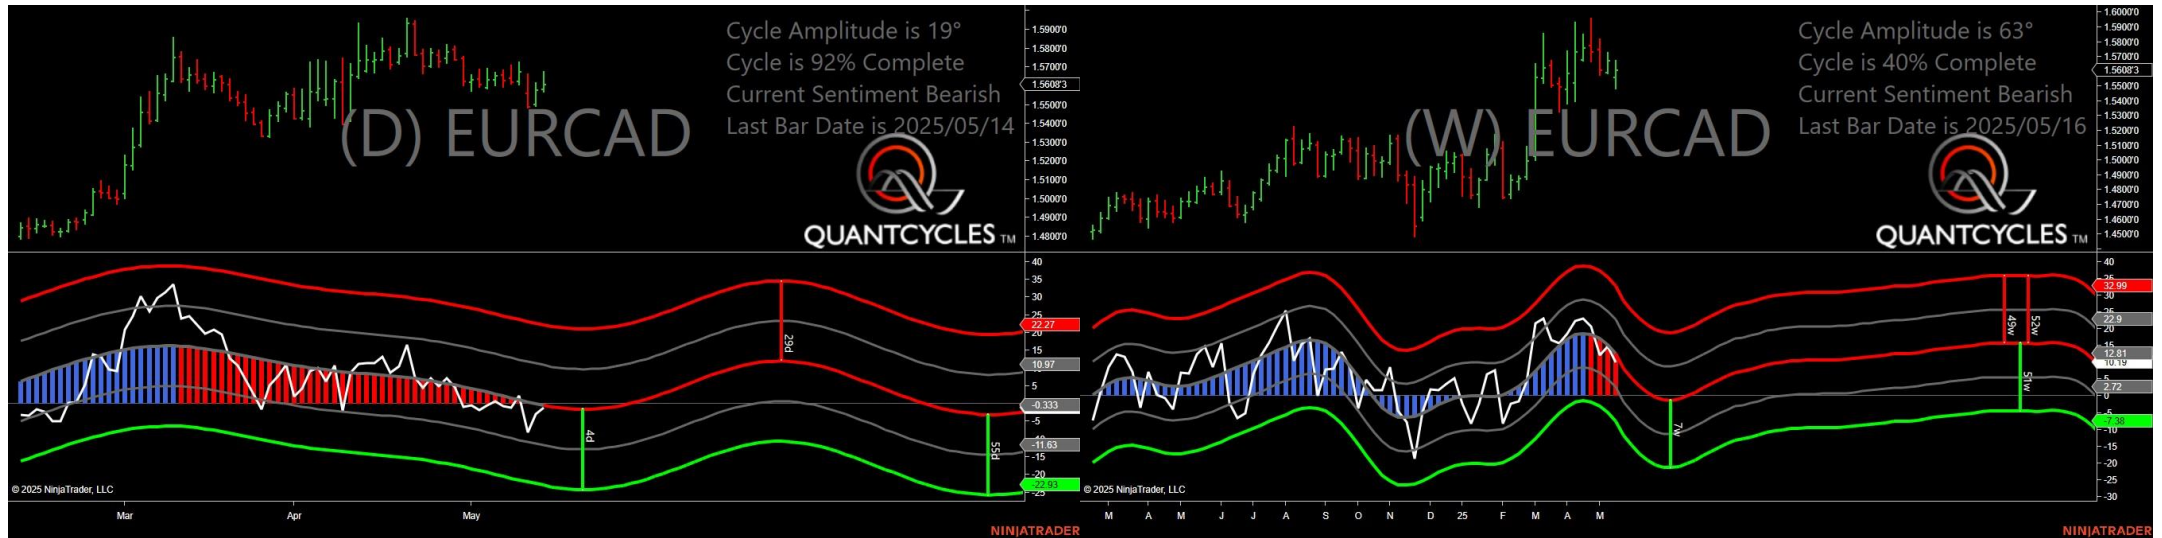 Cycle Amplitude is 19°
Cycle is 92% Complete
Current Sentiment Bearish
Last Bar Date is 2025/05/14
(D) EURCAD
QUANTCYCLES TM
1.5900'0
1.5800'0
1.5700'0
1.5608'3
1.5500'0
1.5400'0
1.5300'0
1.5200'0
1.5100'0
1.5000'0
1.4900'0
1.4800'0
40
35
30
25
22.27
20
15
10.97
5
-0.333
-5
-11.63
-15
-20
-22.93
-25
29d
4d
55d
© 2025 NinjaTrader, LLC
Mar
Apr
May
NINJATRADER
Cycle Amplitude is 63°
Cycle is 40% Complete
Current Sentiment Bearish
Last Bar Date is 2025/05/16
(W) EURCAD
QUANTCYCLES TM
1.6000'0
1.5900'0
1.5800'0
1.5700'0
1.5608'3
1.5500'0
1.5400'0
1.5300'0
1.5200'0
1.5100'0
1.5000'0
1.4900'0
1.4800'0
1.4700'0
1.4600'0
1.4500'0
40
35
32.99
30
22.9
20
15
12.81
10.19
2.72
0
-5
-7.38
-10
-15
-20
-25
-30
49w
52w
51w
7w
© 2025 NinjaTrader, LLC
M A M J J A S O N D 25 F M A M
NINJATRADER